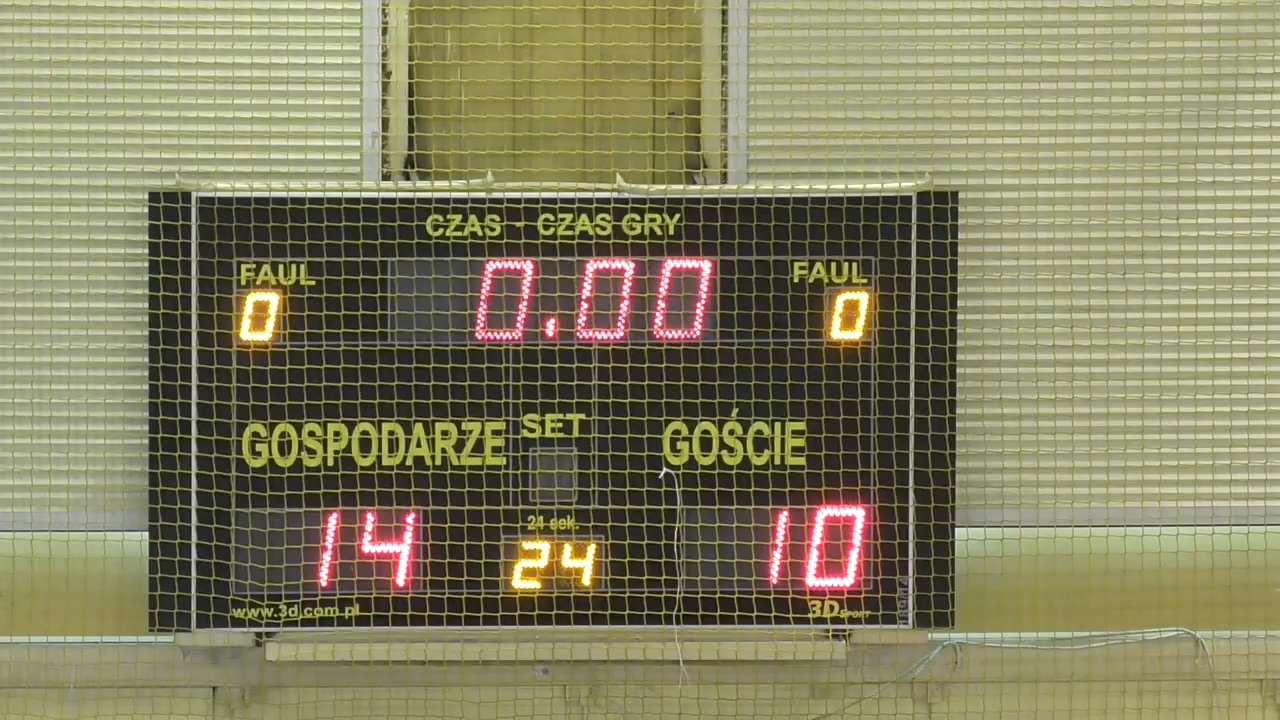 CZAS - CZAS GRY
FAUL 0.00 FAUL
0 0
GOSPODARZE SET GOŚCIE
14 24 sek. 10
24
www.3d.com.pl 3D SPORT